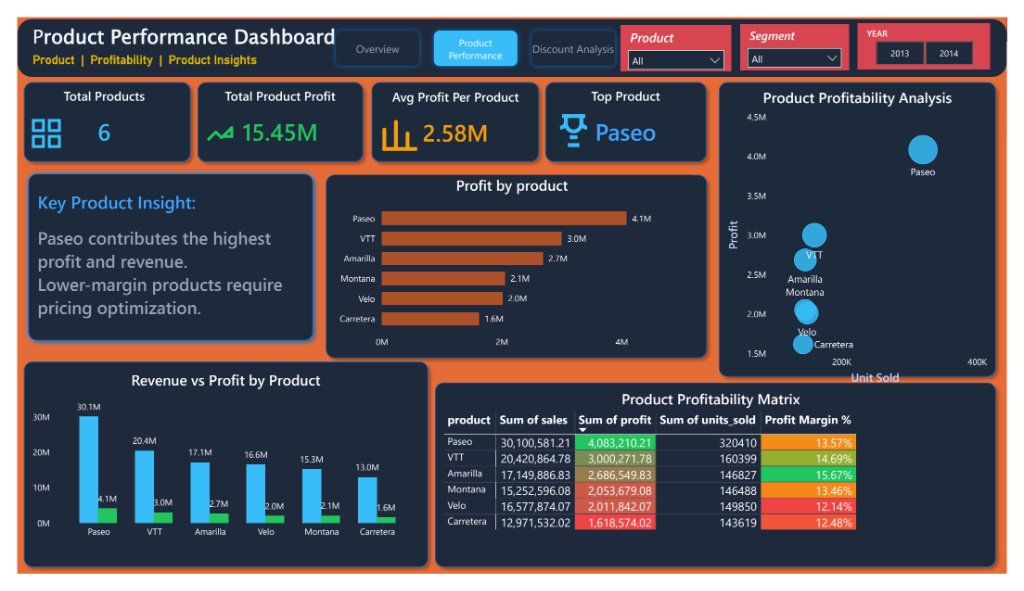 Product Performance Dashboard
Product | Profitability | Product Insights
Overview
Product
Performance
Discount Analysis
Product
All
Segment
All
YEAR
2013
2014
Total Products
6
Total Product Profit
15.45M
Avg Profit Per Product
2.58M
Top Product
Paseo
Key Product Insight:
Paseo contributes the highest
profit and revenue.
Lower-margin products require
pricing optimization.
Profit by product
Paseo 4.1M
VTT 3.0M
Amarilla 2.7M
Montana 2.1M
Velo 2.0M
Carretera 1.6M
0M 2M 4M
Product Profitability Analysis
Profit
4.5M
4.0M
3.5M
3.0M
2.5M
2.0M
1.5M
Paseo
VTT
Amarilla
Montana
Velo
Carretera
200K 400K
Unit Sold
Revenue vs Profit by Product
30M
20M
10M
0M
30.1M 4.1M
20.4M 3.0M
17.1M 2.7M
16.6M 2.0M
15.3M 2.1M
13.0M 1.6M
Paseo VTT Amarilla Velo Montana Carretera
Product Profitability Matrix
product Sum of sales Sum of profit Sum of units_sold Profit Margin %
Paseo 30,100,581.21 4,083,210.21 320410 13.57%
VTT 20,420,864.78 3,000,271.78 160399 14.69%
Amarilla 17,149,886.83 2,686,549.83 146827 15.67%
Montana 15,252,596.08 2,053,679.08 146488 13.46%
Velo 16,577,874.07 2,011,842.07 149850 12.14%
Carretera 12,971,532.02 1,618,574.02 143619 12.48%